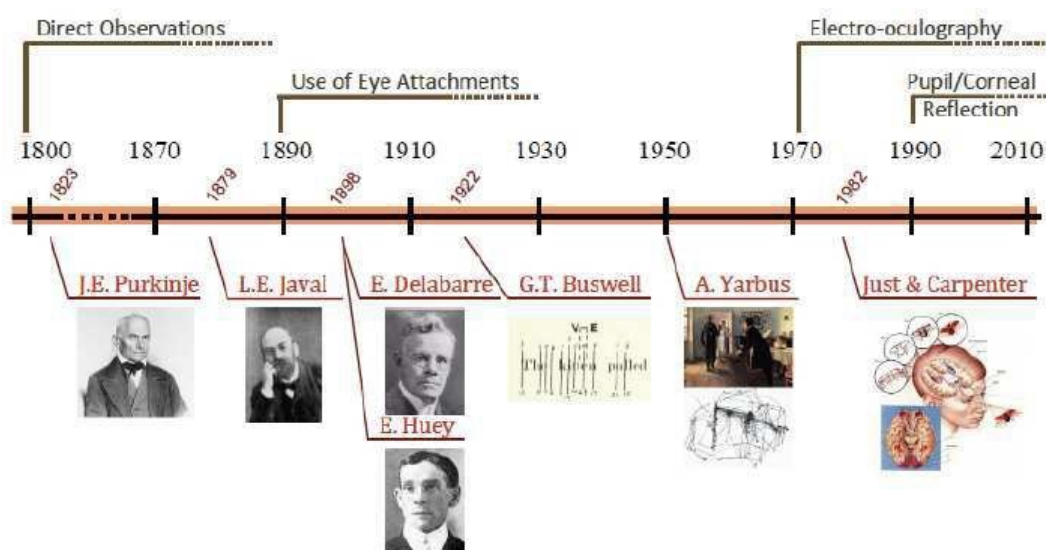 Direct Observations
Electro-oculography
Use of Eye Attachments
Pupil/Corneal
Reflection
1800 1870 1890 1910 1930 1950 1970 1990 2010
1823 1879 1898 1922 1982
J.E. Purkinje L.E. Javal E. Delabarre G.T. Buswell A. Yarbus Just & Carpenter
E. Huey